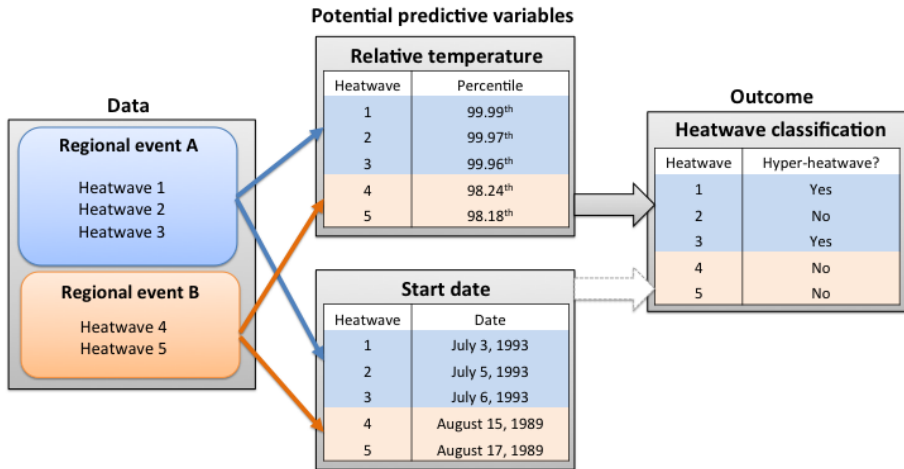 Potential predictive variables
Data
Regional event A
Heatwave 1
Heatwave 2
Heatwave 3
Regional event B
Heatwave 4
Heatwave 5
Relative temperature
Heatwave Percentile
1 99.99th
2 99.97th
3 99.96th
4 98.24th
5 98.18th
Start date
Heatwave Date
1 July 3, 1993
2 July 5, 1993
3 July 6, 1993
4 August 15, 1989
5 August 17, 1989
Outcome
Heatwave classification
Heatwave Hyper-heatwave?
1 Yes
2 No
3 Yes
4 No
5 No